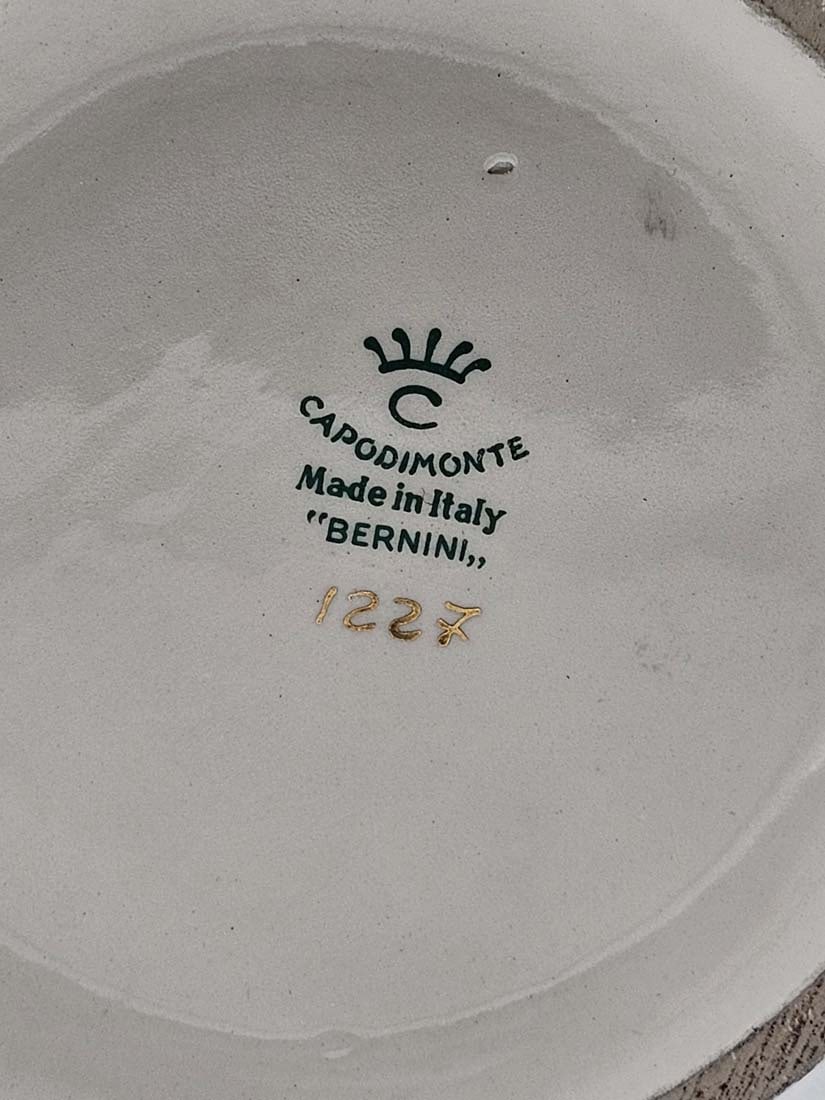 C
CAPODIMONTE
Made in Italy
"BERNINI„
1227